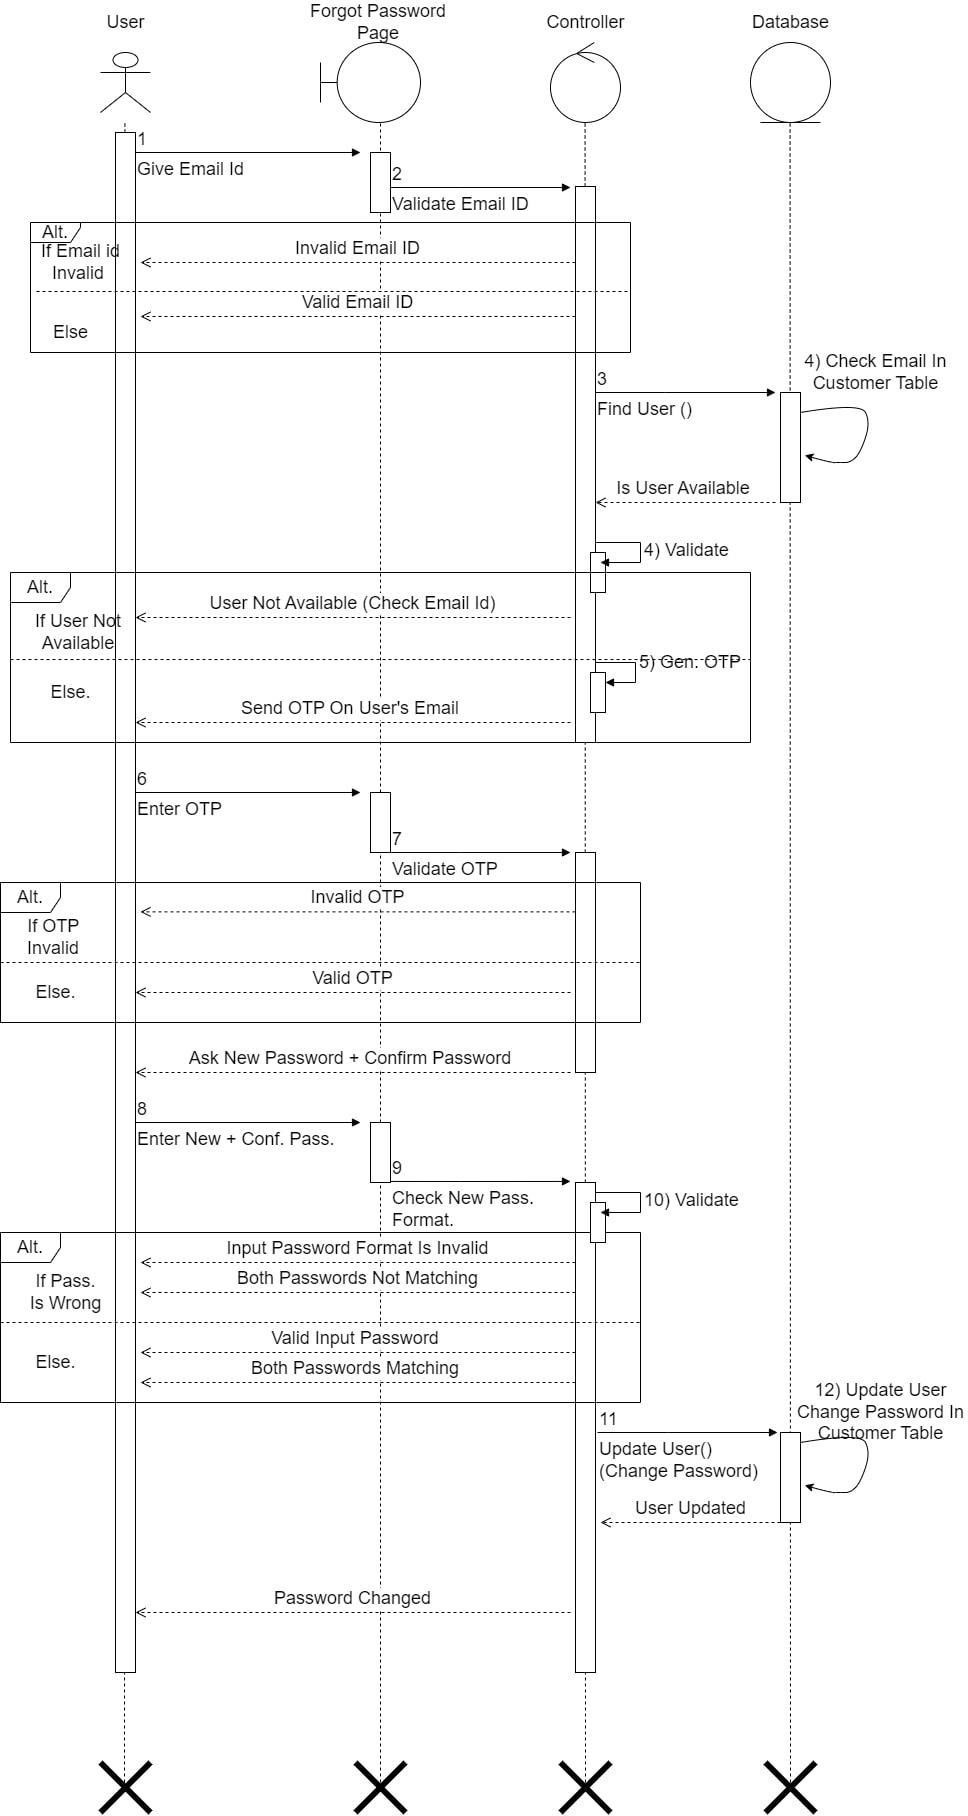 User
Forgot Password
Page
Controller
Database
1
Give Email Id
2
Validate Email ID
Alt.
If Email id
Invalid
Invalid Email ID
Valid Email ID
Else
3
Find User ()
4) Check Email In
Customer Table
Is User Available
4) Validate
Alt.
If User Not
Available
User Not Available (Check Email Id)
5) Gen. OTP
Else.
Send OTP On User's Email
6
Enter OTP
7
Validate OTP
Alt.
If OTP
Invalid
Invalid OTP
Valid OTP
Else.
Ask New Password + Confirm Password
8
Enter New + Conf. Pass.
9
Check New Pass.
Format.
10) Validate
Alt.
If Pass.
Is Wrong
Input Password Format Is Invalid
Both Passwords Not Matching
Valid Input Password
Else.
Both Passwords Matching
11
Update User()
(Change Password)
12) Update User
Change Password In
Customer Table
User Updated
Password Changed